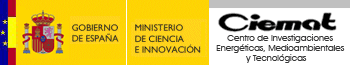 GOBIERNO
DE ESPAÑA
MINISTERIO
DE CIENCIA
E INNOVACIÓN
Ciemat
Centro de Investigaciones
Energéticas, Medioambientales
y Tecnológicas